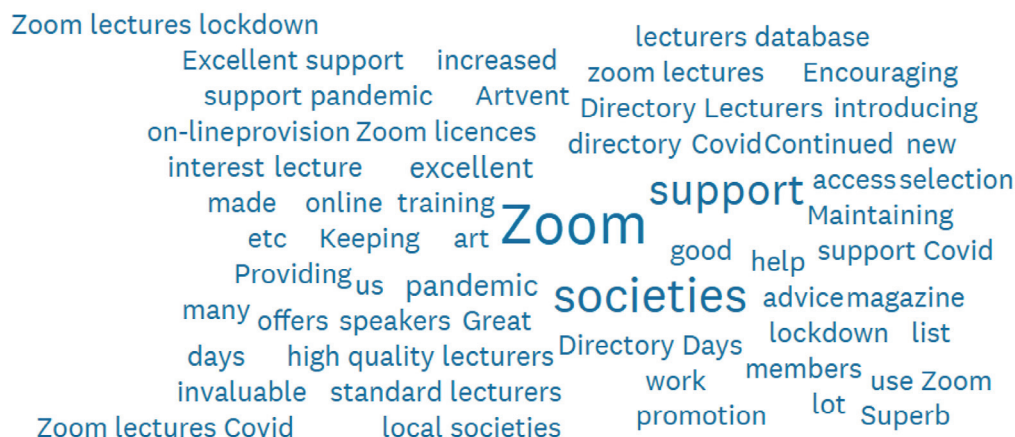 Zoom lectures lockdown
lecturers database
Excellent support increased
zoom lectures Encouraging
support pandemic Artvent
Directory Lecturers introducing
on-lineprovision Zoom licences
directory CovidContinued new
interest lecture excellent
support accessselection
made online training
Zoom
Maintaining
etc Keeping art
good help support Covid
Providing us pandemic
societies advicemagazine
many offers speakers Great
lockdown list
days high quality lecturers
Directory Days
members
invaluable standard lecturers
work use Zoom
promotion lot Superb
Zoom lectures Covid local societies